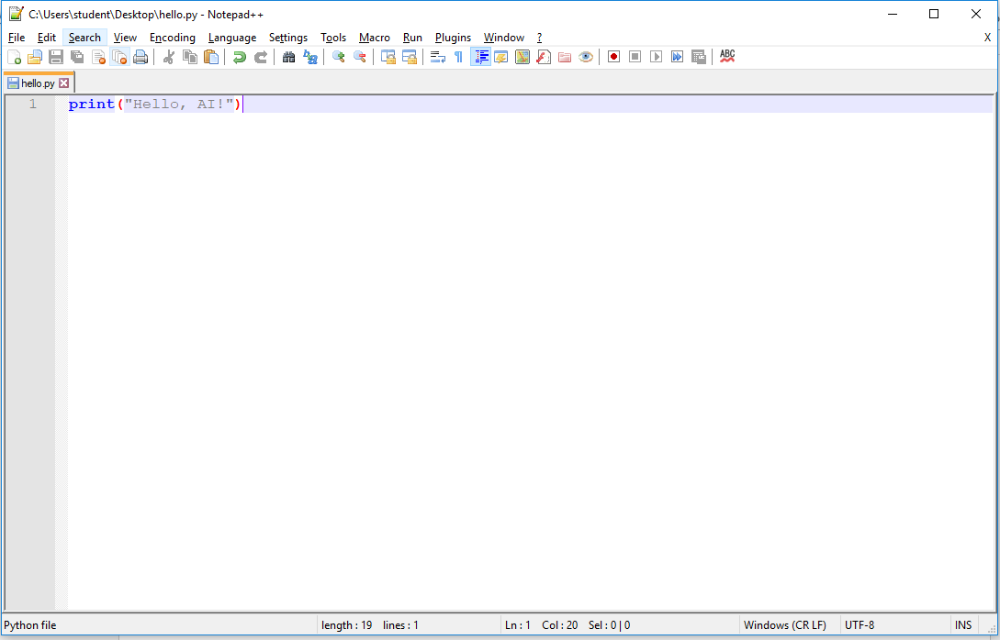 C:\Users\student\Desktop\hello.py - Notepad++
File Edit Search View Encoding Language Settings Tools Macro Run Plugins Window ? X
ABC
hello.py
1 print("Hello, AI!")
Python file length : 19 lines : 1 Ln : 1 Col : 20 Sel : 0 | 0 Windows (CR LF) UTF-8 INS